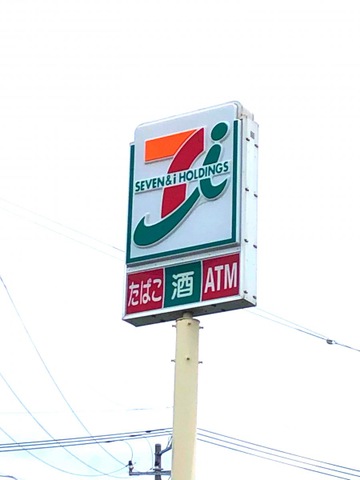 SEVEN&i HOLDINGS
たばこ 酒 ATM